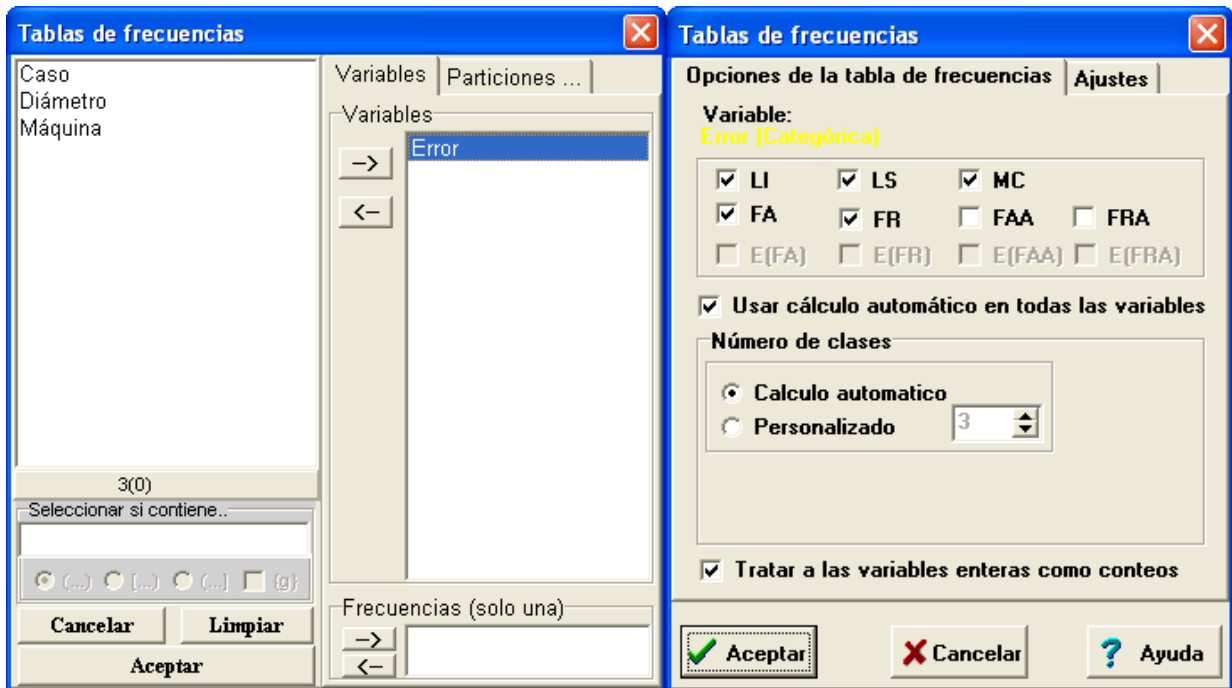 Tablas de frecuencias
Caso
Diámetro
Máquina
3(0)
Seleccionar si contiene..
(...) [...) (...] {g}
Cancelar Limpiar
Aceptar
Variables Particiones ...
Variables
-->
<--
Error
Frecuencias (solo una)
-->
<--
Tablas de frecuencias
Opciones de la tabla de frecuencias Ajustes
Variable:
Error (Categórica)
LI LS MC
FA FR FAA FRA
E(FA) E(FR) E(FAA) E(FRA)
Usar cálculo automático en todas las variables
Número de clases
Calculo automatico
Personalizado 3
Tratar a las variables enteras como conteos
Aceptar Cancelar ? Ayuda